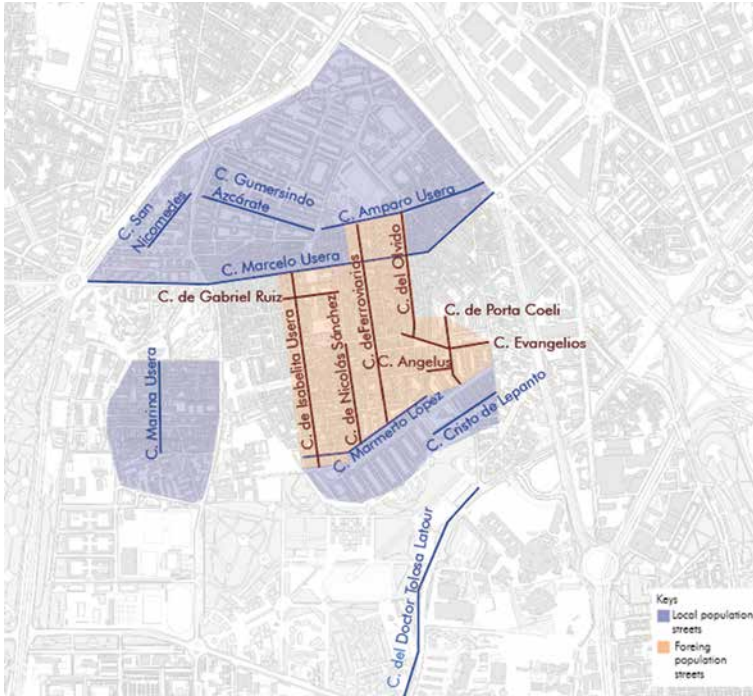 C. San
Nicomedes
C. Gumersindo
Azcárate
C. Amparo Usera
C. Marcelo Usera
C. de Gabriel Ruiz
C. de Isabelita Usera
C. de Nicolás Sánchez
C. deFerroviarios
C. del Olvido
C. de Porta Coeli
C. Evangelios
C. Angelus
C. Marina Usera
C. Marmerto López
C. Cristo de Lepanto
C. del Doctor Tolosa Latour
Keys
Local population
streets
Foreing
population
streets